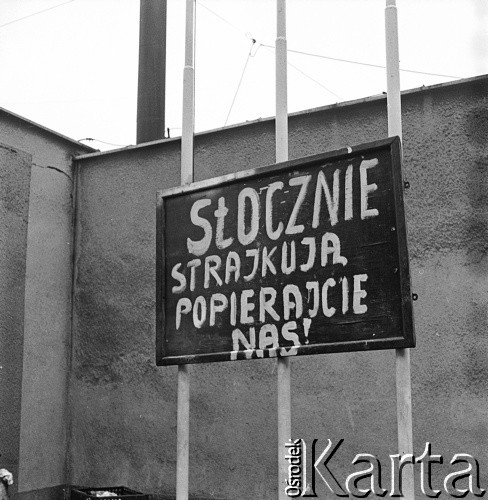 SŁOCZNIE
STRAJKUJĄ
POPIERAJCIE
NAS!
Ośrodek
Karta